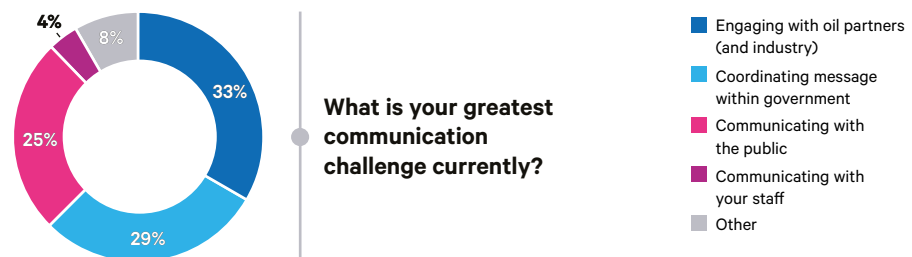 4%
8%
33%
25%
29%
What is your greatest
communication
challenge currently?
Engaging with oil partners
(and industry)
Coordinating message
within government
Communicating with
the public
Communicating with
your staff
Other